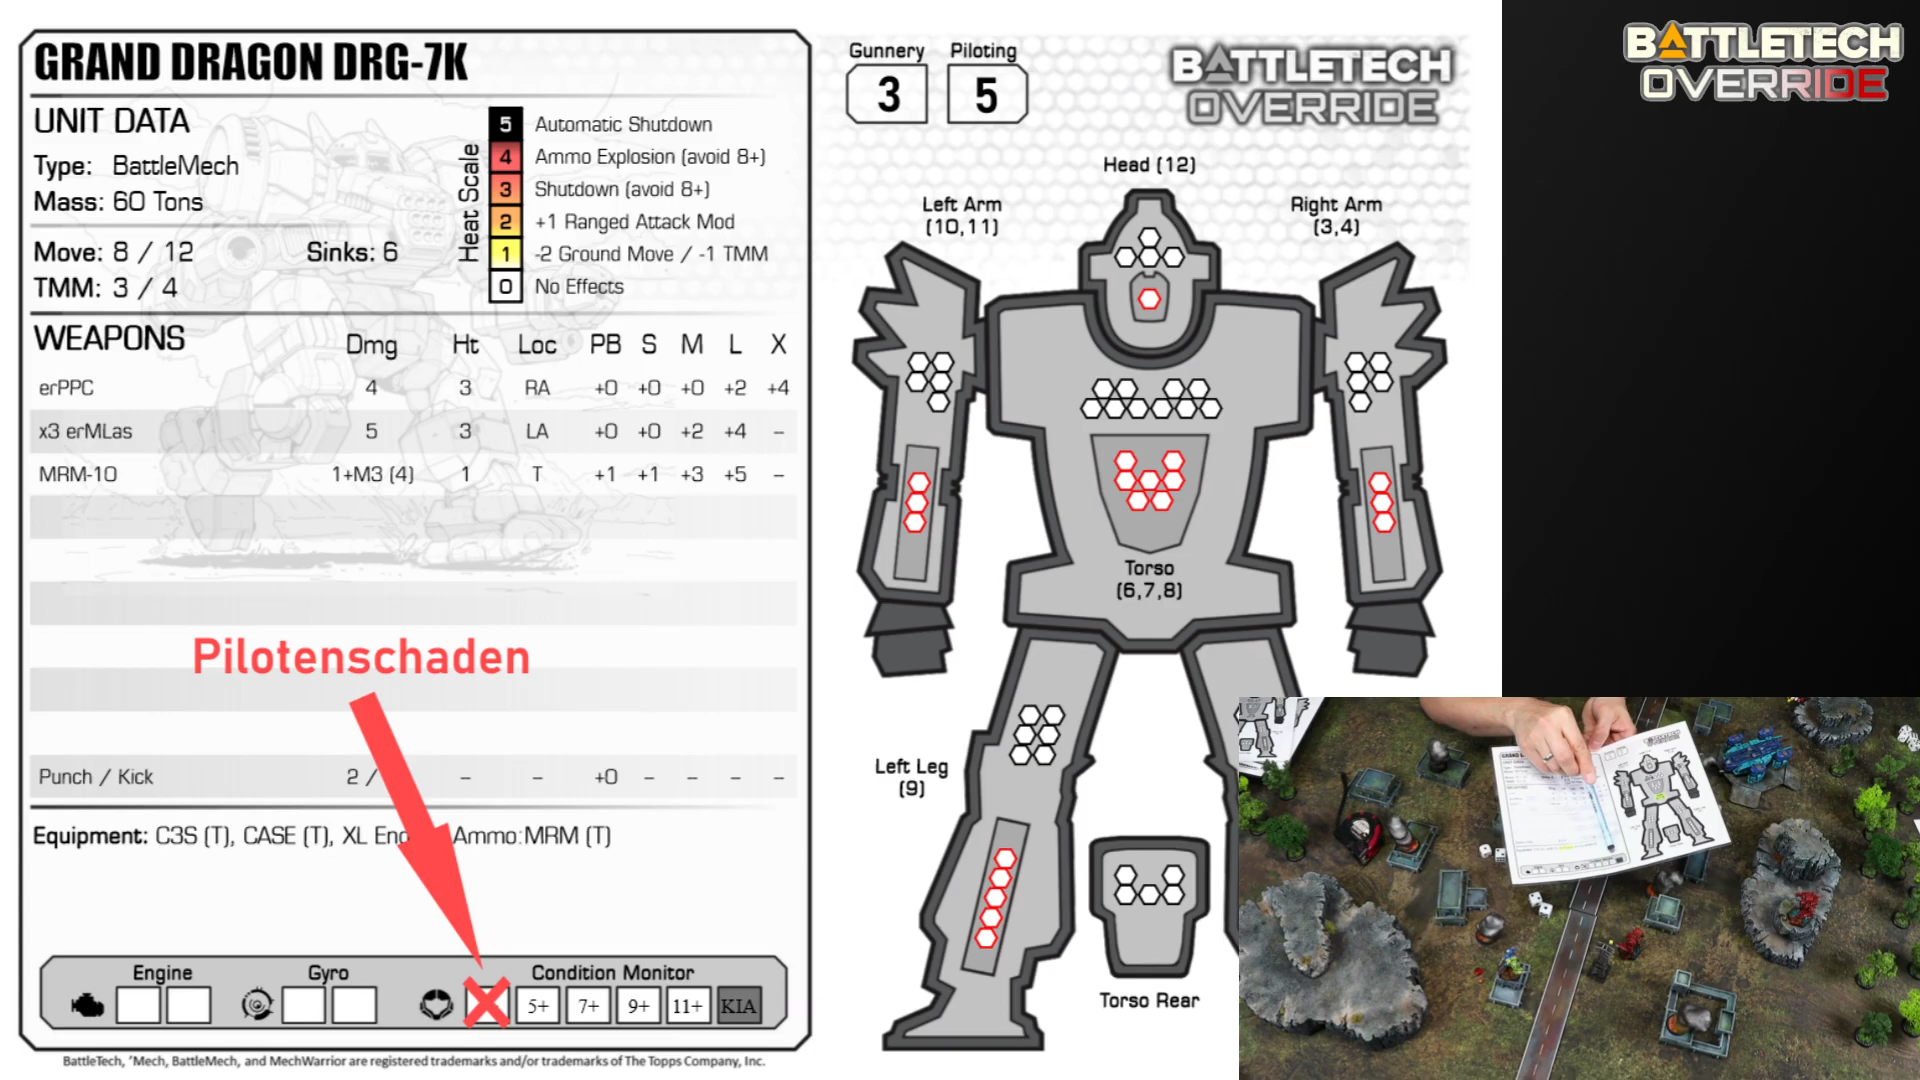 GRAND DRAGON DRG-7K
UNIT DATA
Type: BattleMech
Mass: 60 Tons
Move: 8 / 12
Sinks: 6
TMM: 3 / 4
Heat Scale
5 Automatic Shutdown
4 Ammo Explosion (avoid 8+)
3 Shutdown (avoid 8+)
2 +1 Ranged Attack Mod
1 -2 Ground Move / -1 TMM
0 No Effects
WEAPONS Dmg Ht Loc PB S M L X
erPPC 4 3 RA +0 +0 +0 +2 +4
x3 erMLas 5 3 LA +0 +0 +2 +4 –
MRM-10 1+M3 (4) 1 T +1 +1 +3 +5 –
Pilotenschaden
Punch / Kick 2 / – – +0 – – – –
Equipment: C3S (T), CASE (T), XL Eng Ammo:MRM (T)
Engine
Gyro
Condition Monitor
5+ 7+ 9+ 11+ KIA
BattleTech, 'Mech, BattleMech, and MechWarrior are registered trademarks and/or trademarks of The Topps Company, Inc.
Gunnery
3
Piloting
5
BATTLETECH
OVERRIDE
Head (12)
Left Arm
(10,11)
Right Arm
(3,4)
Torso
(6,7,8)
Left Leg
(9)
Torso Rear
BATTLETECH
OVERRIDE